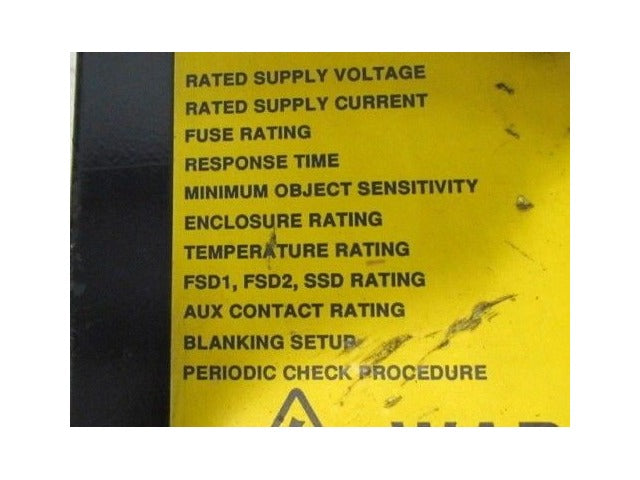 RATED SUPPLY VOLTAGE
RATED SUPPLY CURRENT
FUSE RATING
RESPONSE TIME
MINIMUM OBJECT SENSITIVITY
ENCLOSURE RATING
TEMPERATURE RATING
FSD1, FSD2, SSD RATING
AUX CONTACT RATING
BLANKING SETUP
PERIODIC CHECK PROCEDURE